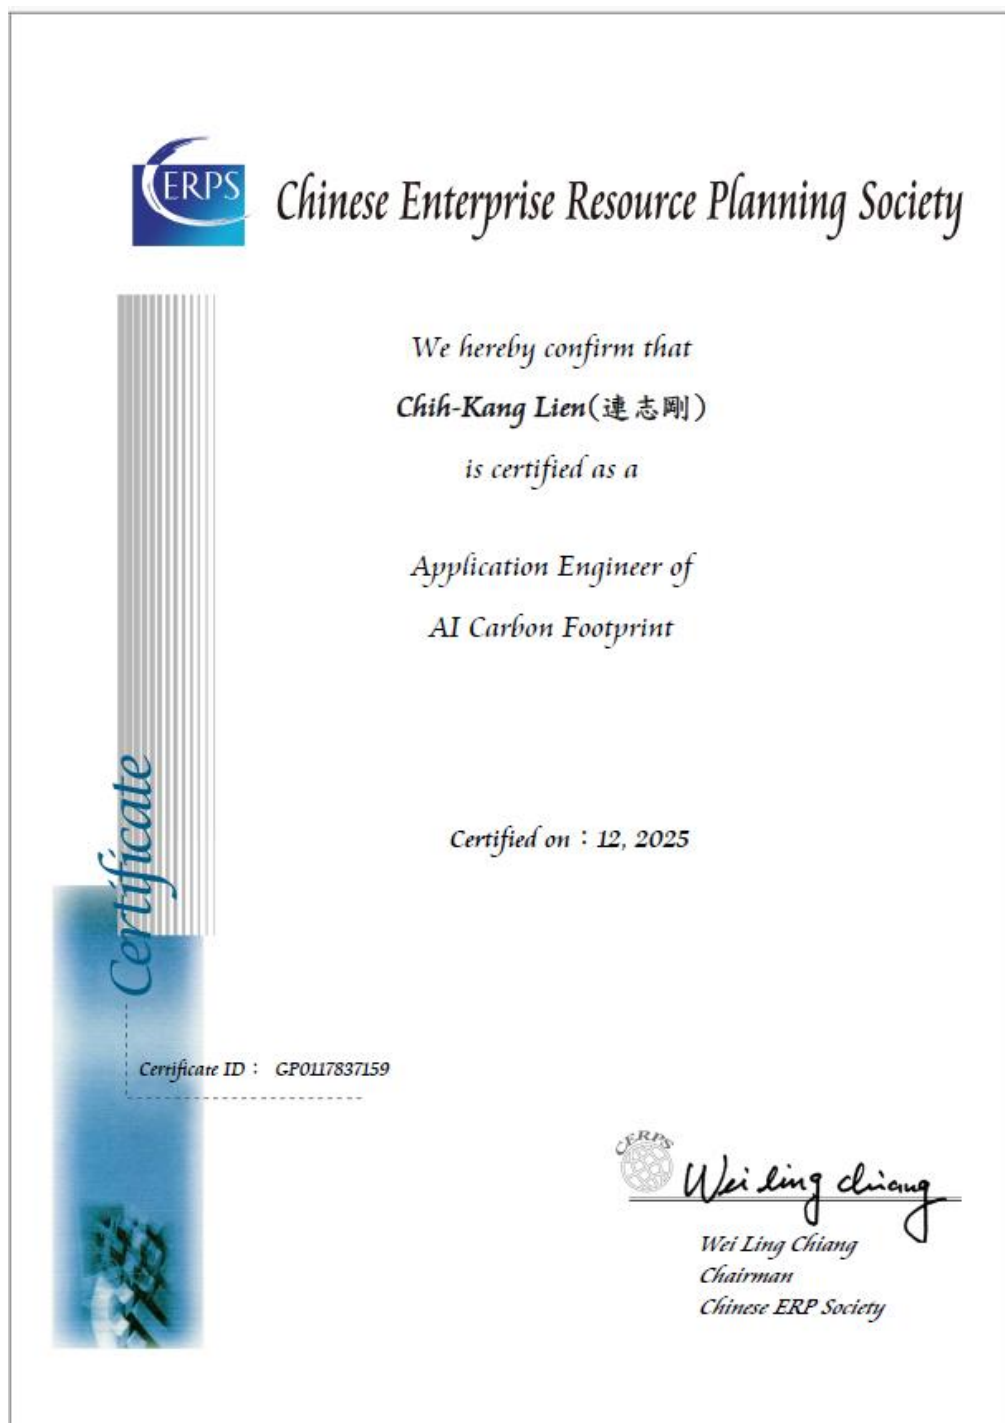 CERPS
Chinese Enterprise Resource Planning Society
We hereby confirm that
Chih-Kang Lien(連志剛)
is certified as a
Application Engineer of
AI Carbon Footprint
Certified on：12, 2025
Certificate
Certificate ID： GP0117837159
CERPS
Wei Ling Chiang
Wei Ling Chiang
Chairman
Chinese ERP Society